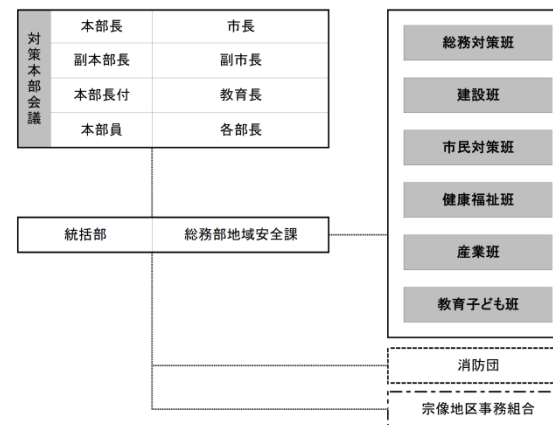 対策本部会議
本部長 市長
副本部長 副市長
本部長付 教育長
本部員 各部長
統括部 総務部地域安全課
総務対策班
建設班
市民対策班
健康福祉班
産業班
教育子ども班
消防団
宗像地区事務組合